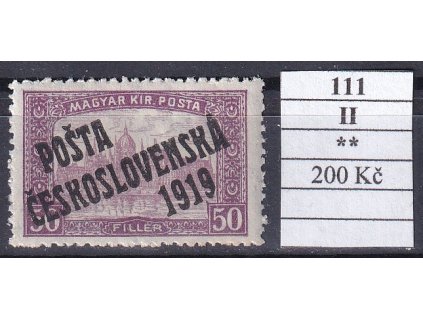 MAGYAR KIR. POSTA
POŠTA
ČESKOSLOVENSKÁ
1919
50 FILLÉR 50
111
II
**
200 Kč